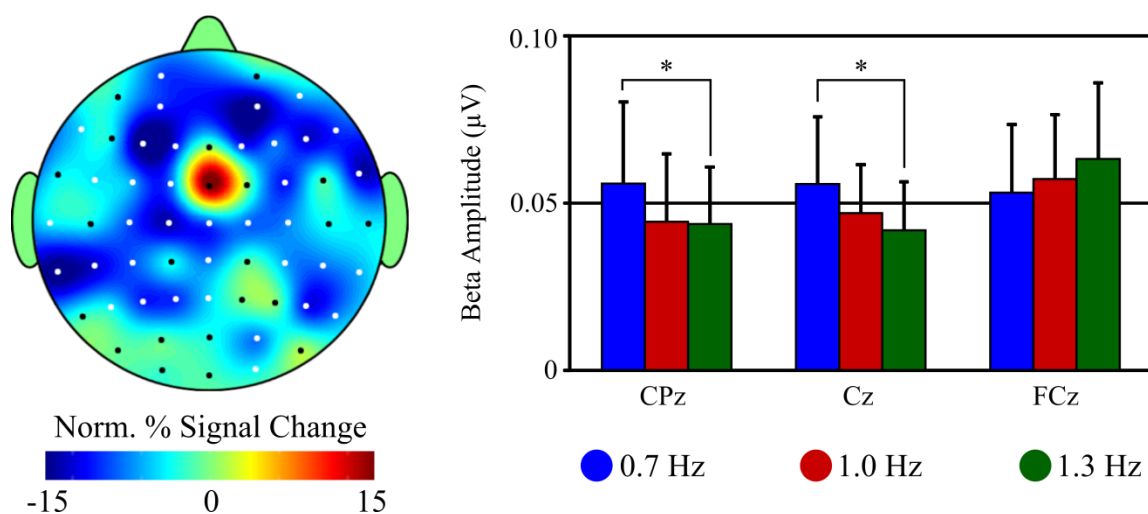 Norm. % Signal Change
-15 0 15
Beta Amplitude (µV)
0.10
0.05
0
* *
CPz Cz FCz
0.7 Hz 1.0 Hz 1.3 Hz